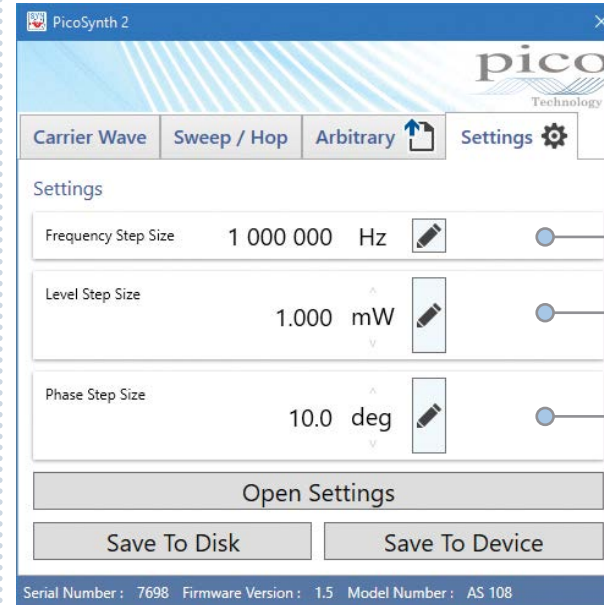 PicoSynth 2
pico
Technology
Carrier Wave Sweep / Hop Arbitrary Settings
Settings
Frequency Step Size 1 000 000 Hz
Level Step Size
1.000 mW
Phase Step Size
10.0 deg
Open Settings
Save To Disk Save To Device
Serial Number : 7698 Firmware Version : 1.5 Model Number : AS 108